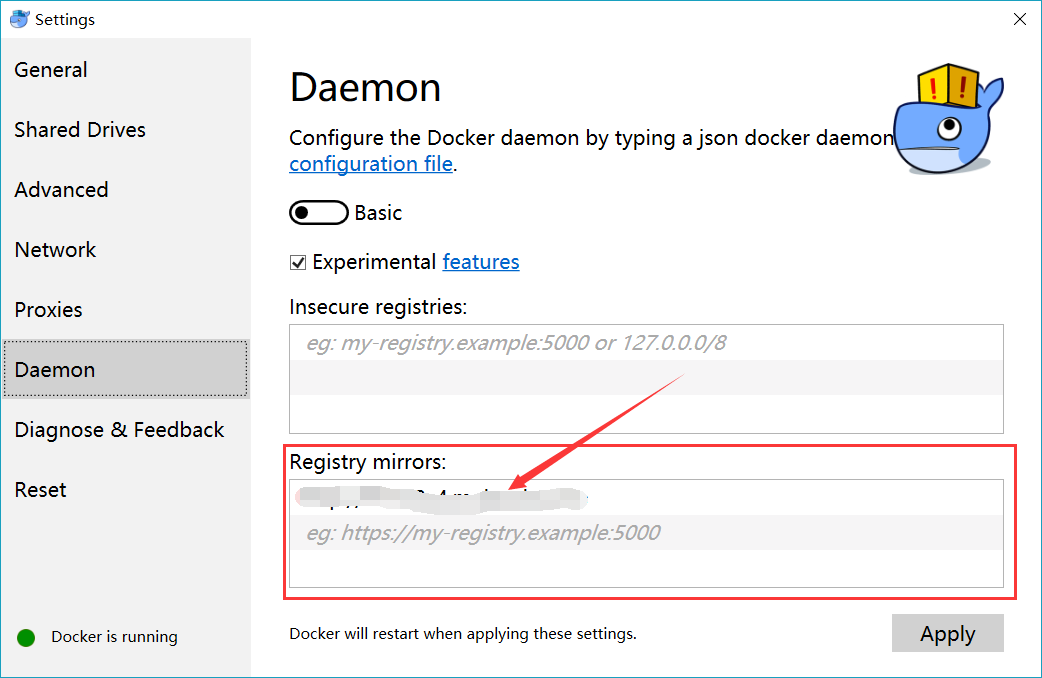 Settings
General
Shared Drives
Advanced
Network
Proxies
Daemon
Diagnose & Feedback
Reset
Docker is running
Daemon
Configure the Docker daemon by typing a json docker daemon
configuration file.
Basic
Experimental features
Insecure registries:
eg: my-registry.example:5000 or 127.0.0.0/8
Registry mirrors:
eg: https://my-registry.example:5000
Docker will restart when applying these settings.
Apply